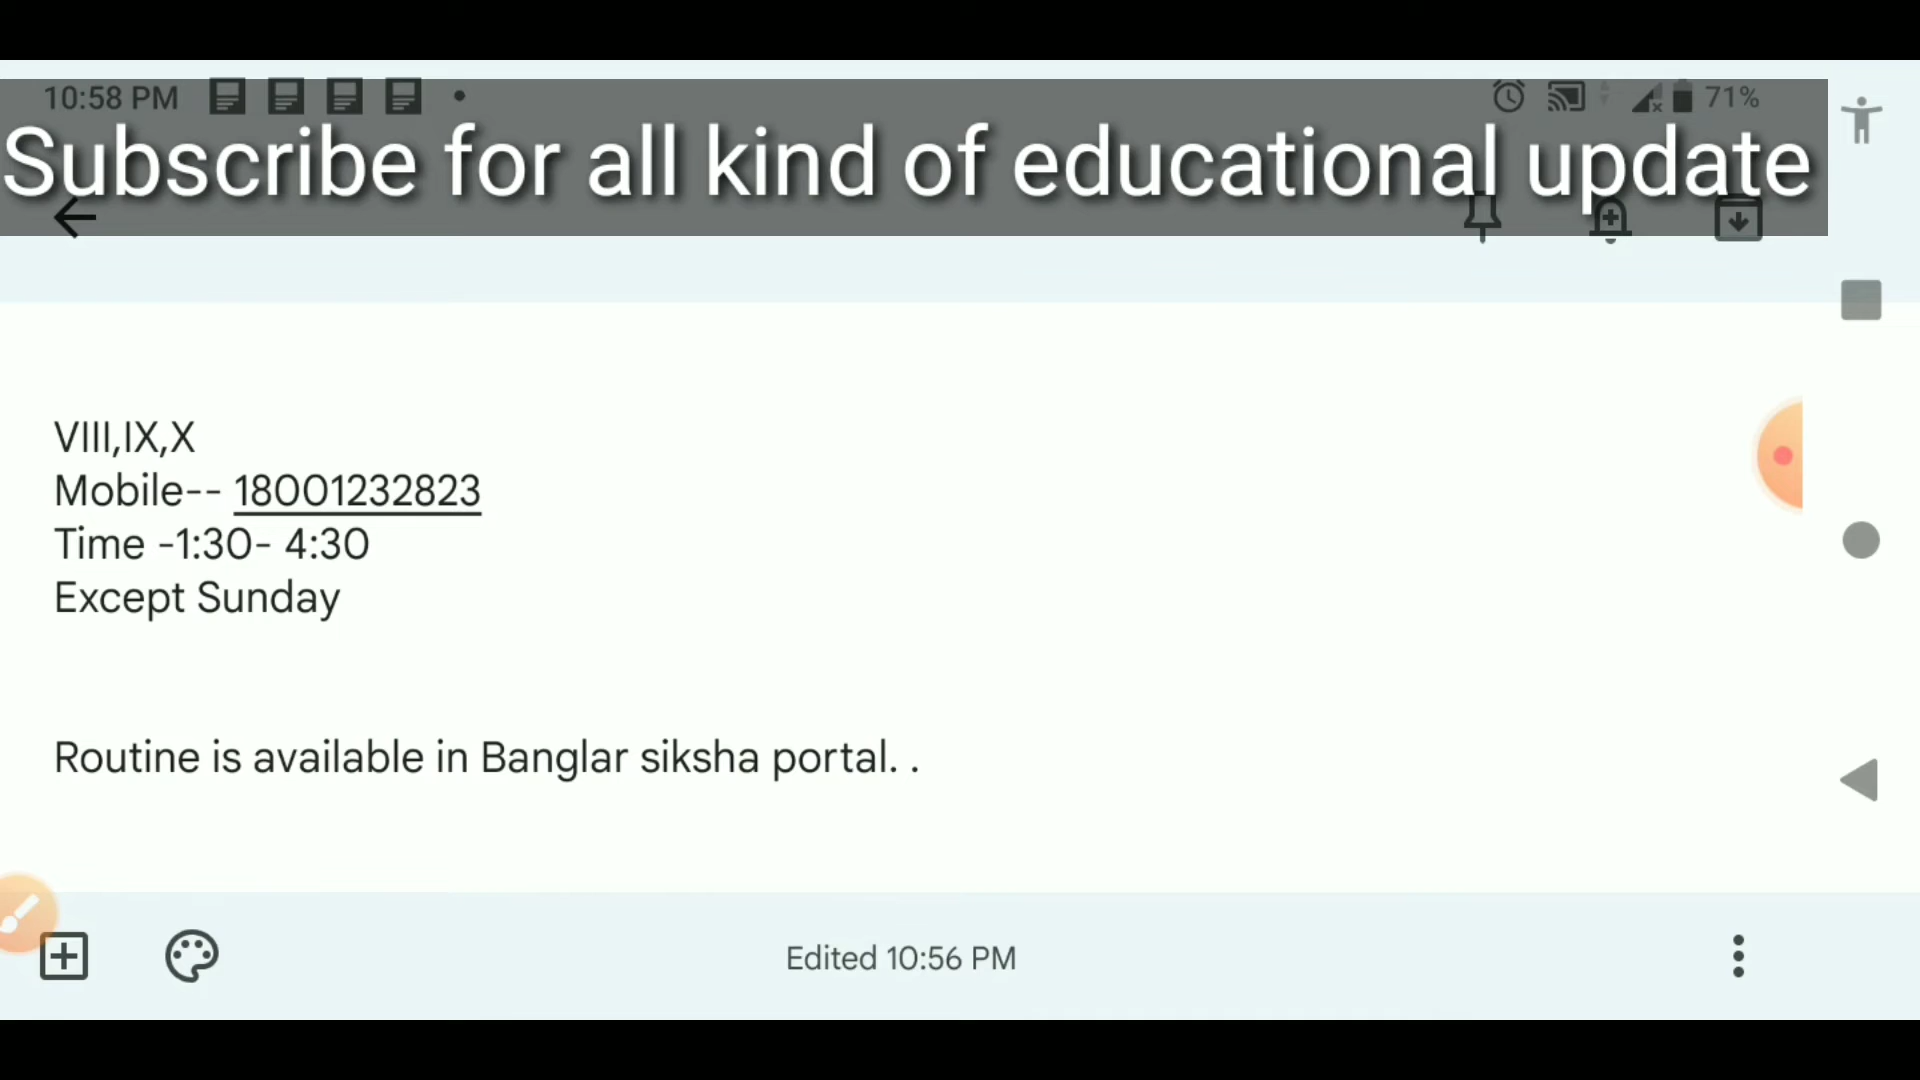 10:58 PM
71%
Subscribe for all kind of educational update
VIII,IX,X
Mobile-- 18001232823
Time -1:30- 4:30
Except Sunday
Routine is available in Banglar siksha portal. .
Edited 10:56 PM